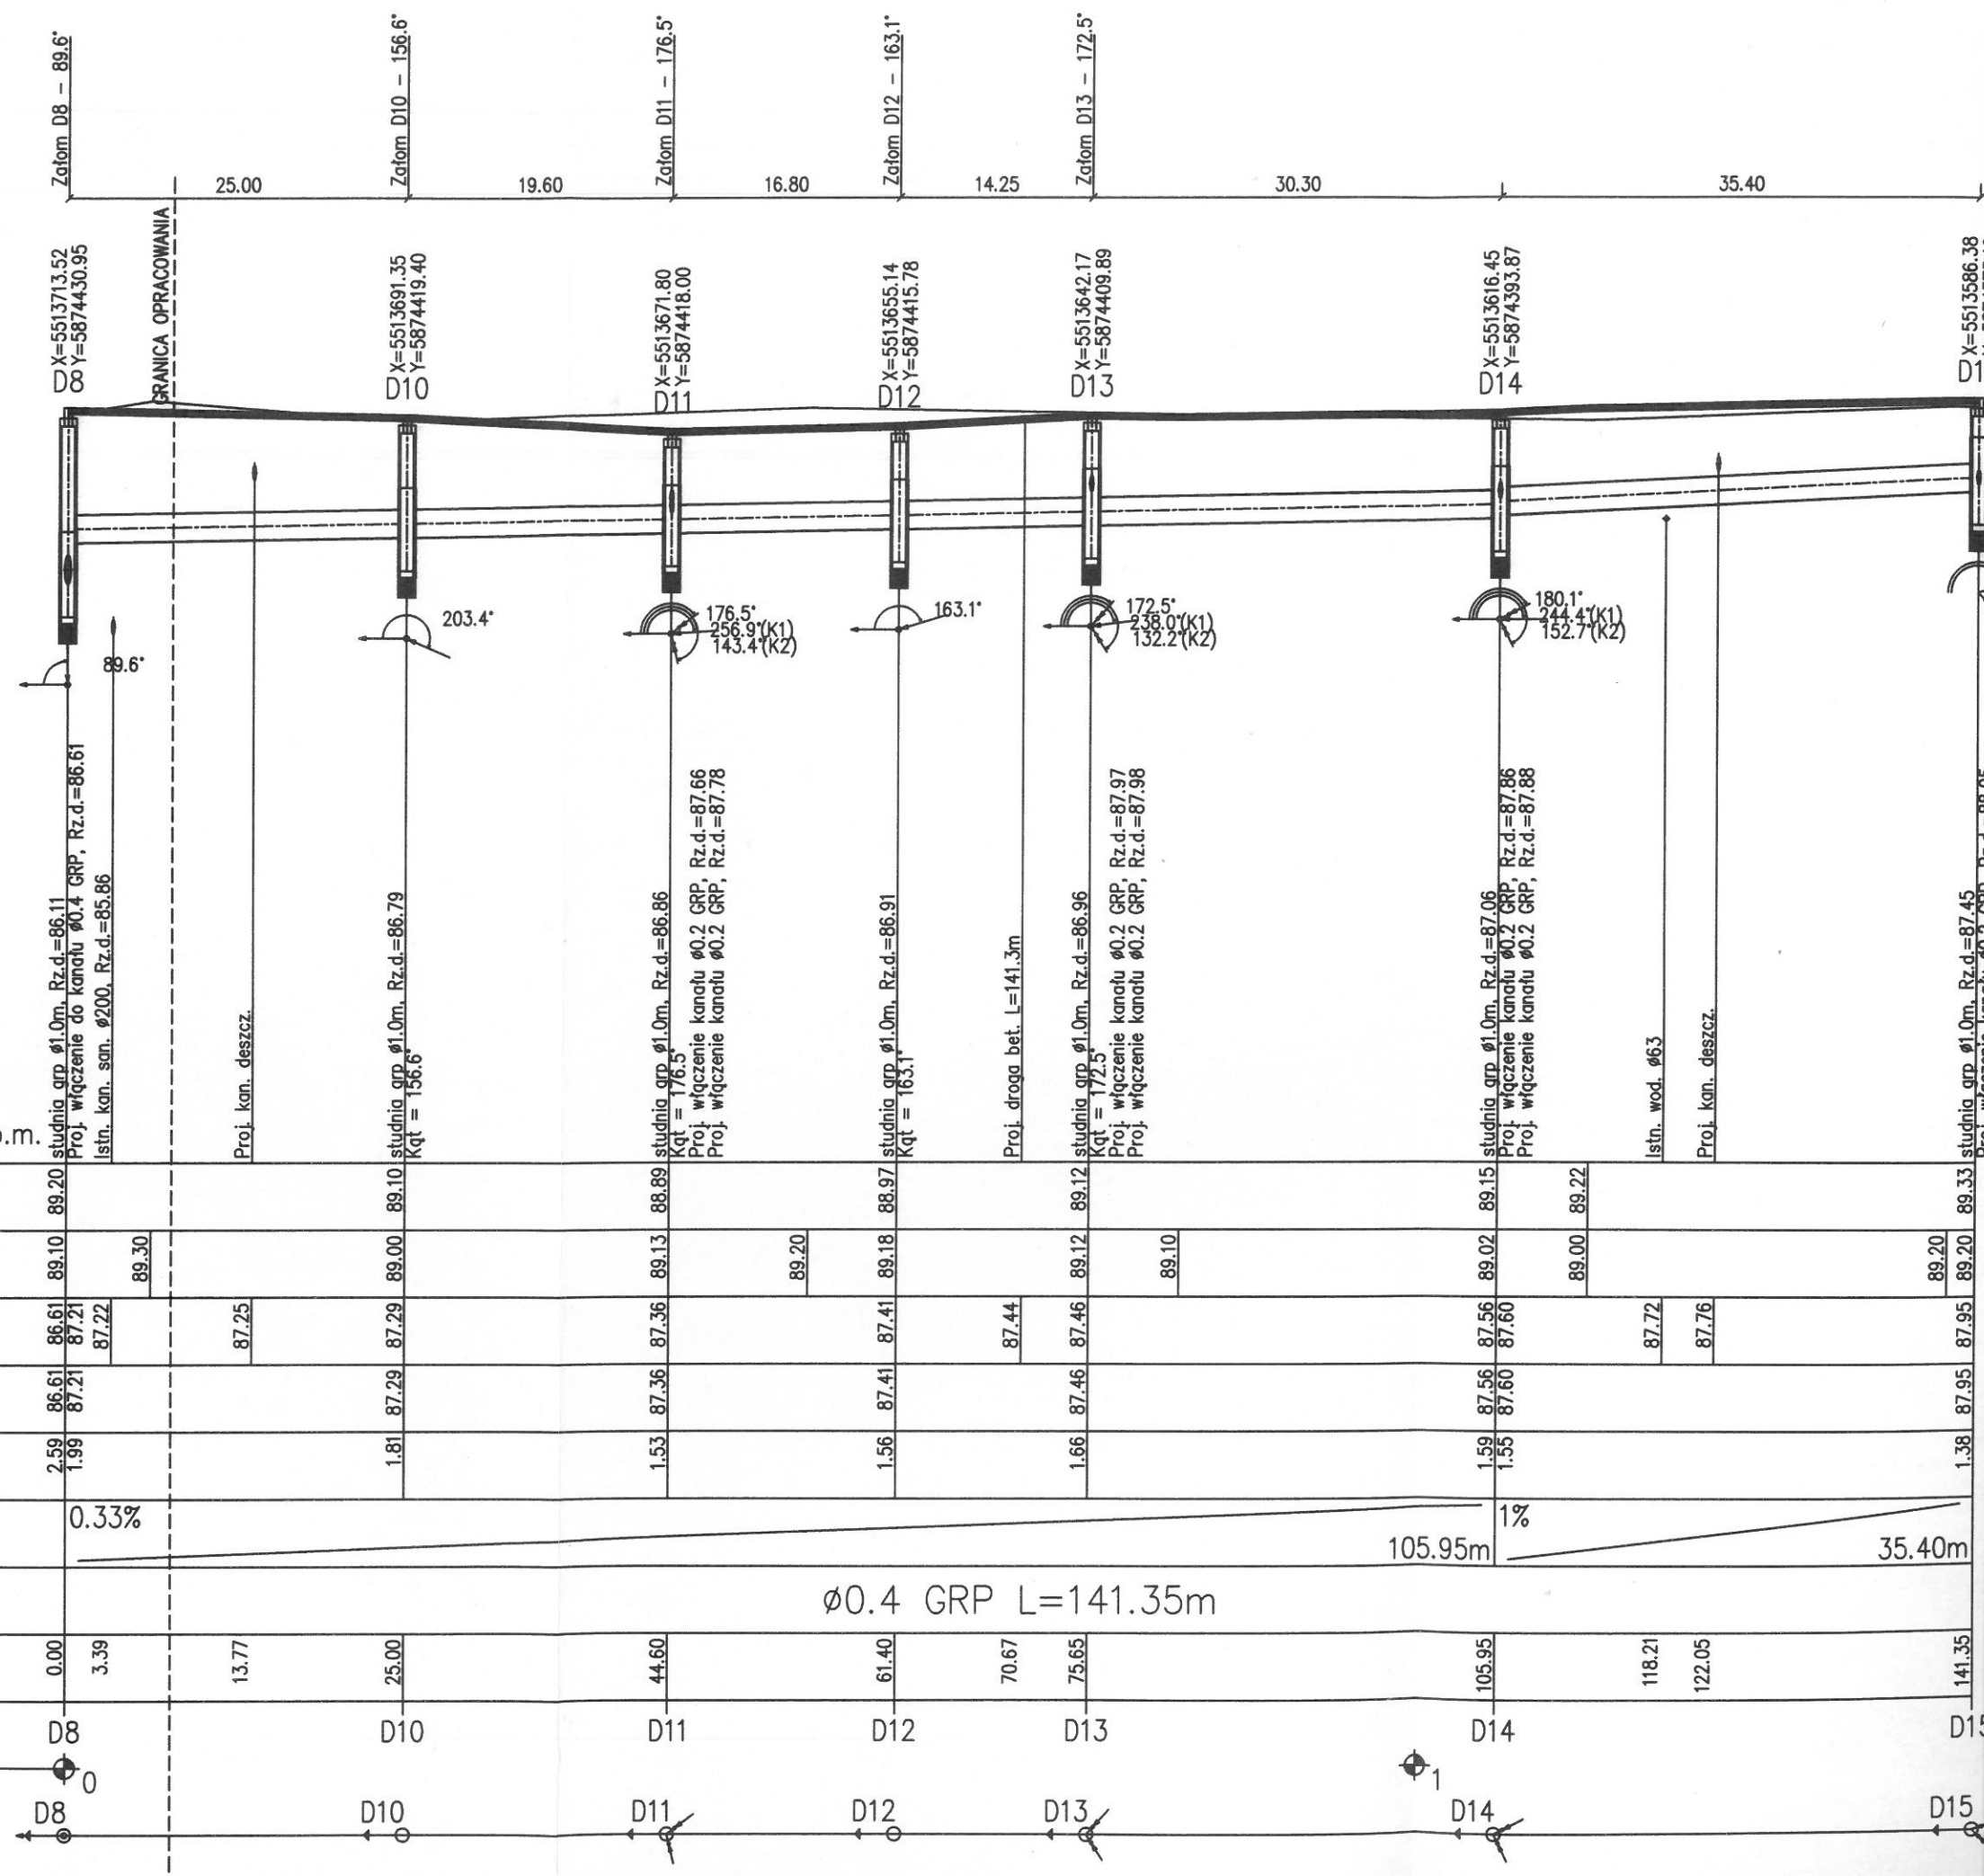 Załom D8 - 89.6°
Załom D10 - 156.6°
Załom D11 - 176.5°
Załom D12 - 163.1°
Załom D13 - 172.5°
25.00
19.60
16.80
14.25
30.30
35.40
GRANICA OPRACOWANIA
D8
X=5513713.52
Y=5874430.95
D10
X=5513691.35
Y=5874419.40
D11
X=5513671.80
Y=5874418.00
D12
X=5513655.14
Y=5874415.78
D13
X=5513642.17
Y=5874409.89
D14
X=5513616.45
Y=5874393.87
D1
X=5513586.38
89.6°
203.4°
176.5°
256.9°(K1)
143.4°(K2)
163.1°
172.5°
238.0°(K1)
132.2°(K2)
180.1°
244.4°(K1)
152.7°(K2)
p.m.
studnia grp ø1.0m, Rz.d.=86.11
Proj. włączenie do kanału ø0.4 GRP, Rz.d.=86.61
Istn. kan. san. ø200, Rz.d.=85.86
Proj. kan. deszcz.
studnia grp ø1.0m, Rz.d.=86.79
Kąt = 156.6°
studnia grp ø1.0m, Rz.d.=86.86
Kąt = 176.5°
Proj. włączenie kanału ø0.2 GRP, Rz.d.=87.66
Proj. włączenie kanału ø0.2 GRP, Rz.d.=87.78
studnia grp ø1.0m, Rz.d.=86.91
Kąt = 163.1°
Proj. droga bet. L=141.3m
studnia grp ø1.0m, Rz.d.=86.96
Kąt = 172.5°
Proj. włączenie kanału ø0.2 GRP, Rz.d.=87.97
Proj. włączenie kanału ø0.2 GRP, Rz.d.=87.98
studnia grp ø1.0m, Rz.d.=87.06
Proj. włączenie kanału ø0.2 GRP, Rz.d.=87.86
Proj. włączenie kanału ø0.2 GRP, Rz.d.=87.88
Istn. wod. ø63
Proj. kan. deszcz.
studnia grp ø1.0m, Rz.d.=87.45
89.20
89.10
88.89
88.97
89.12
89.15
89.22
89.33
89.10
89.30
89.00
89.13
89.20
89.18
89.12
89.10
89.02
89.00
89.20
89.20
86.61
87.21
87.22
87.25
87.29
87.36
87.41
87.44
87.46
87.56
87.60
87.72
87.76
87.95
86.61
87.21
87.29
87.36
87.41
87.46
87.56
87.60
87.95
2.59
1.99
1.81
1.53
1.56
1.66
1.59
1.55
1.38
0.33%
105.95m
1%
35.40m
ø0.4 GRP L=141.35m
0.00
3.39
13.77
25.00
44.60
61.40
70.67
75.65
105.95
118.21
122.05
141.35
D8
D10
D11
D12
D13
D14
D15
0
1
D8
D10
D11
D12
D13
D14
D15